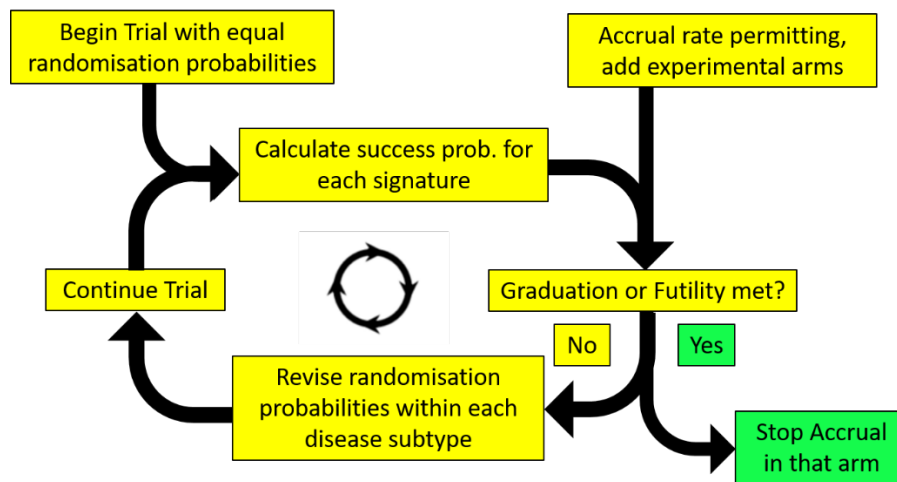 Begin Trial with equal
randomisation probabilities
Accrual rate permitting,
add experimental arms
Calculate success prob. for
each signature
Continue Trial
Graduation or Futility met?
No
Yes
Revise randomisation
probabilities within each
disease subtype
Stop Accrual
in that arm